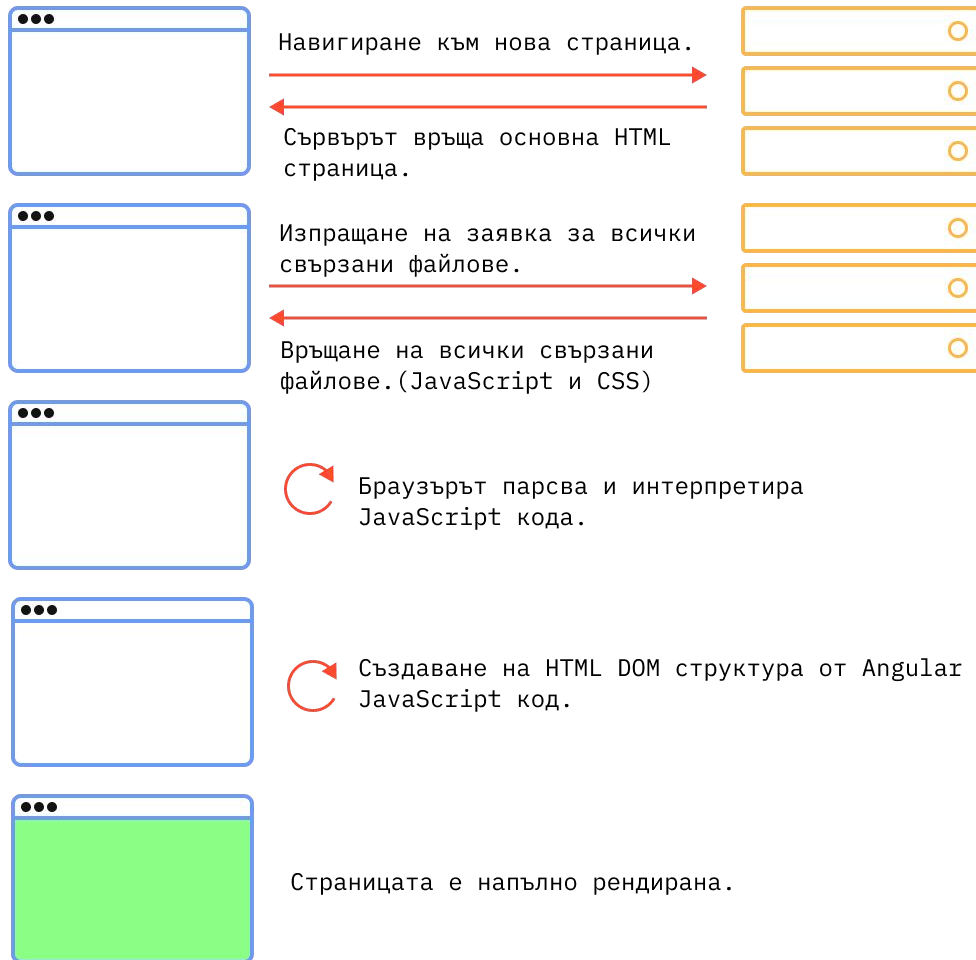 Навигиране към нова страница.
Сървърът връща основна HTML
страница.
Изпращане на заявка за всички
свързани файлове.
Връщане на всички свързани
файлове.(JavaScript и CSS)
Браузърът парсва и интерпретира
JavaScript кода.
Създаване на HTML DOM структура от Angular
JavaScript код.
Страницата е напълно рендирана.